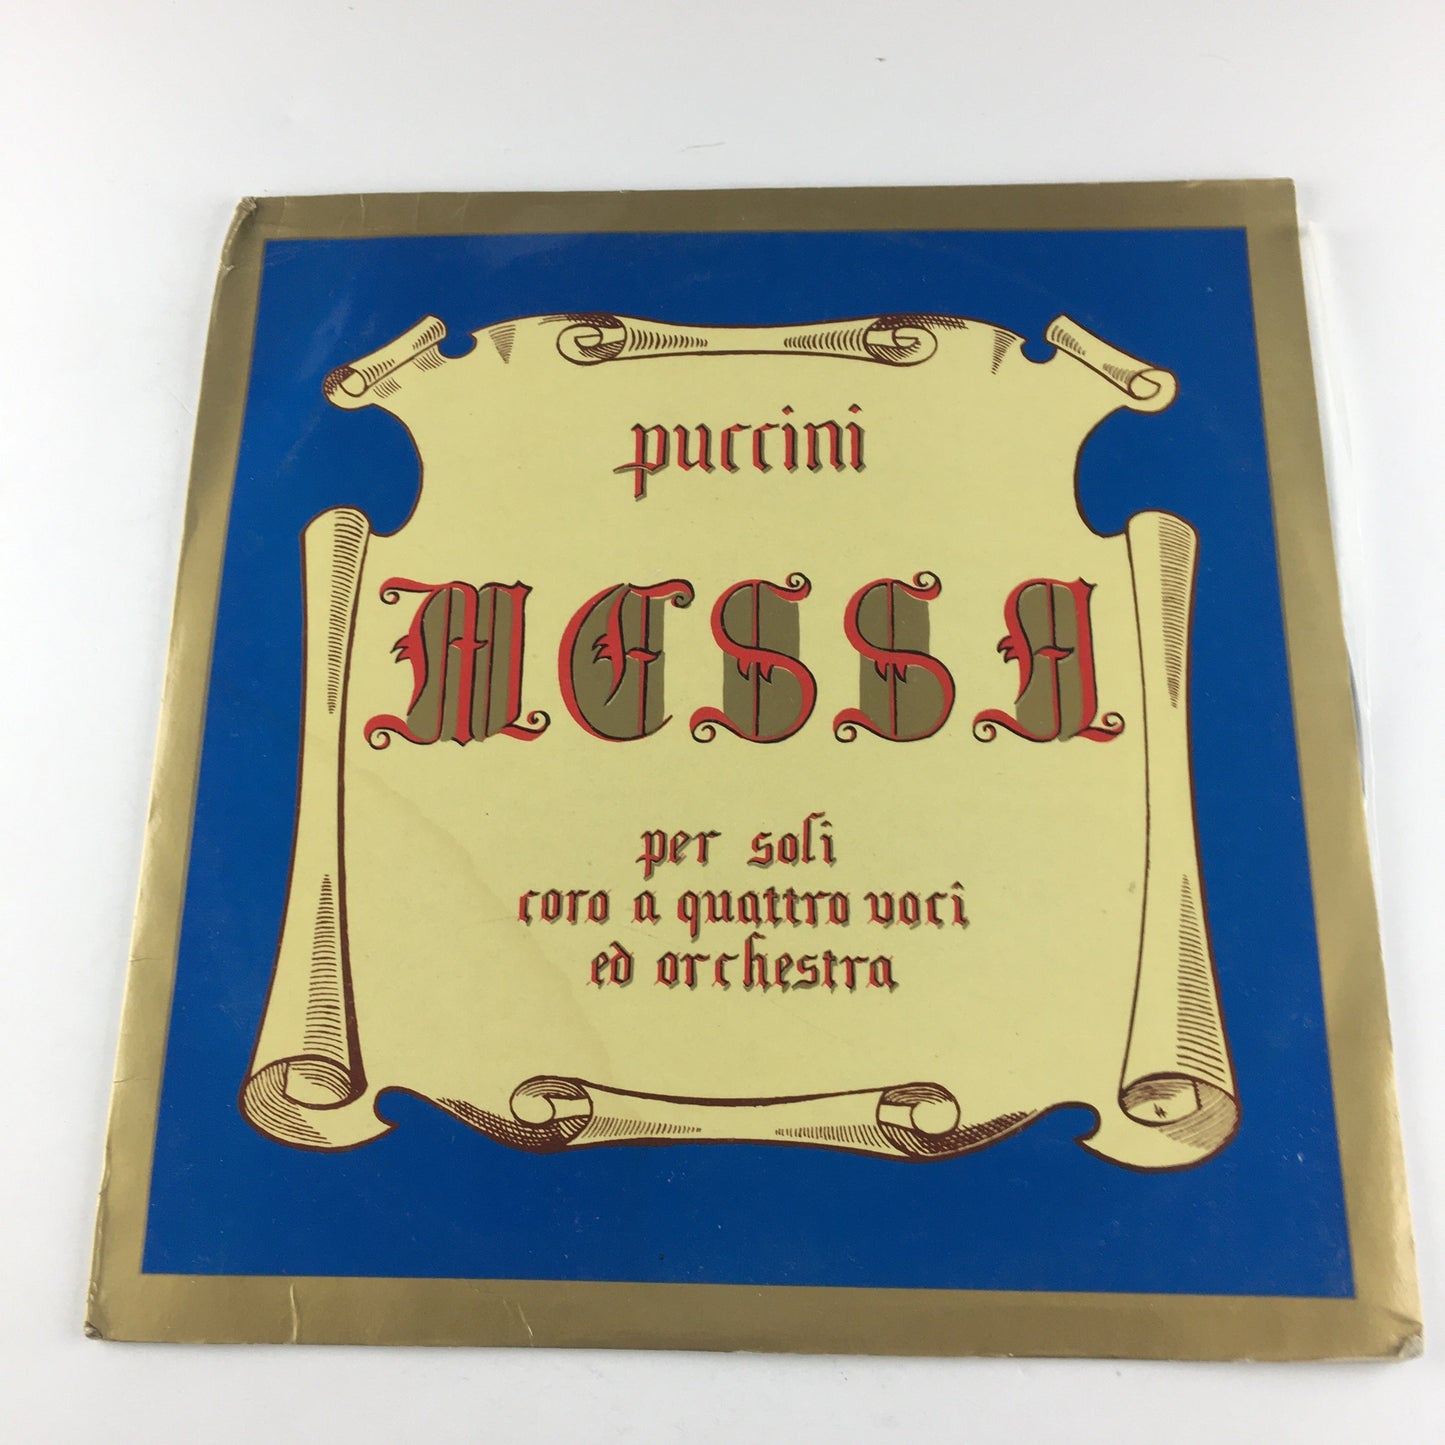 puccini
MESSA
per soli
coro a quattro voci
ed orchestra